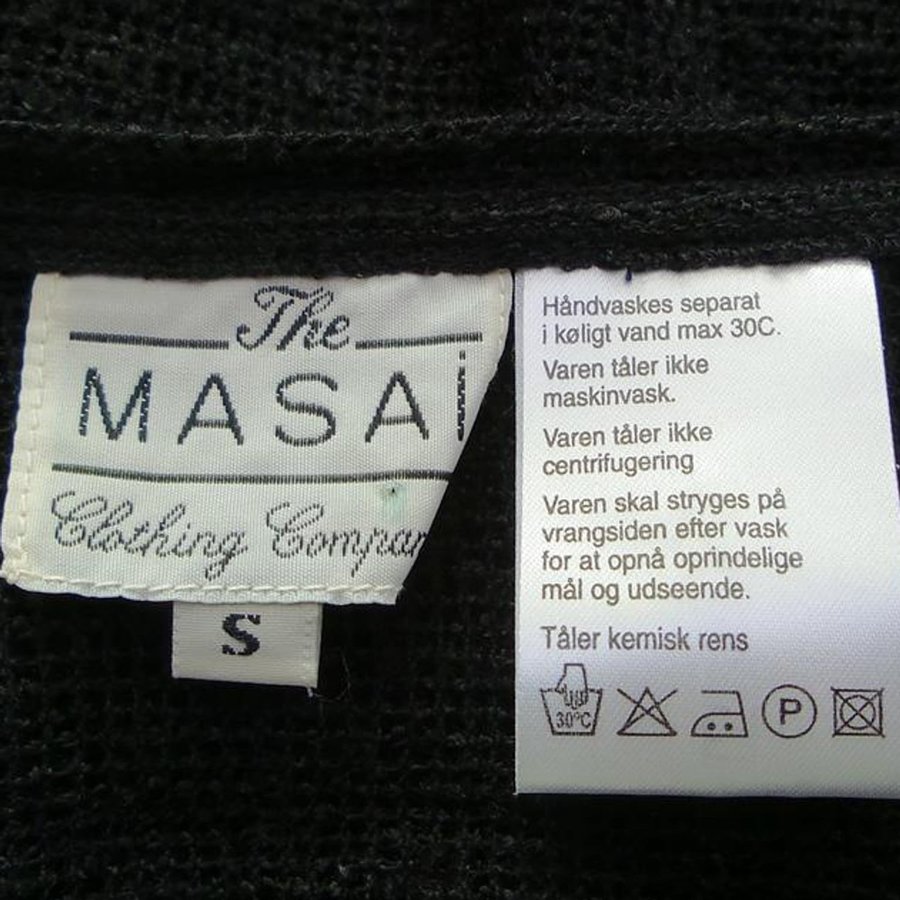 The
MASAi
Clothing
S
Håndvaskes separat
i køligt vand max 30C.
Varen tåler ikke
maskinvask.
Varen tåler ikke
centrifugering
Varen skal stryges på
vrangsiden efter vask
for at opnå oprindelige
mål og udseende.
Tåler kemisk rens
30°C P